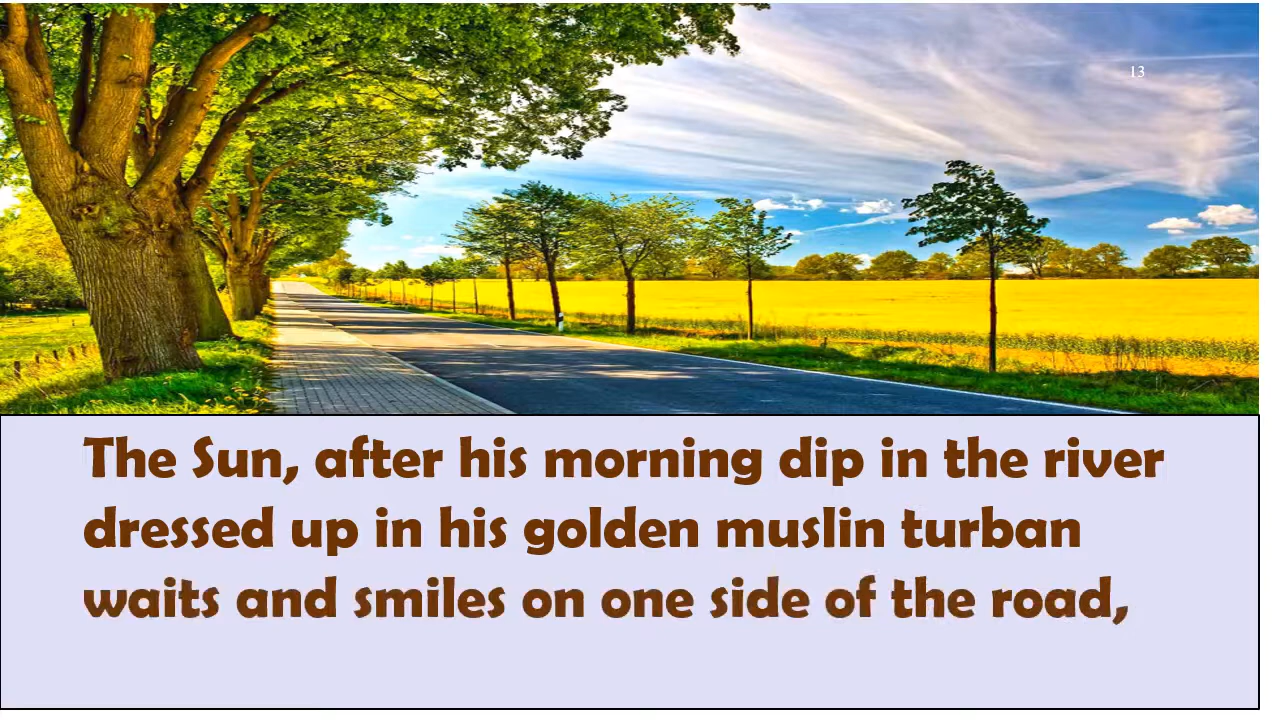 13
The Sun, after his morning dip in the river
dressed up in his golden muslin turban
waits and smiles on one side of the road,